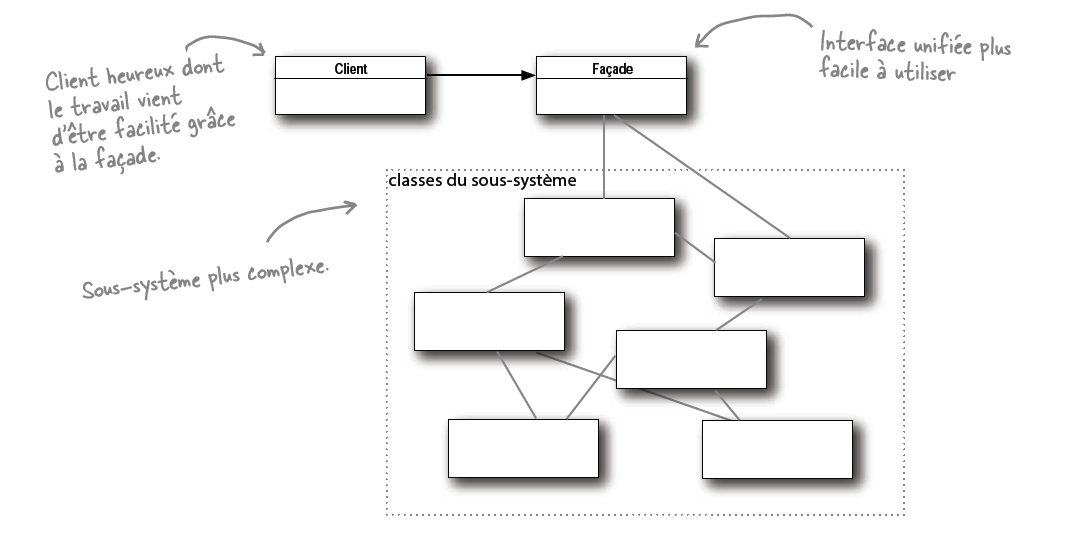 Client heureux dont
le travail vient
d'être facilité grâce
à la façade.
Client
Façade
Interface unifiée plus
facile à utiliser
classes du sous-système
Sous-système plus complexe.